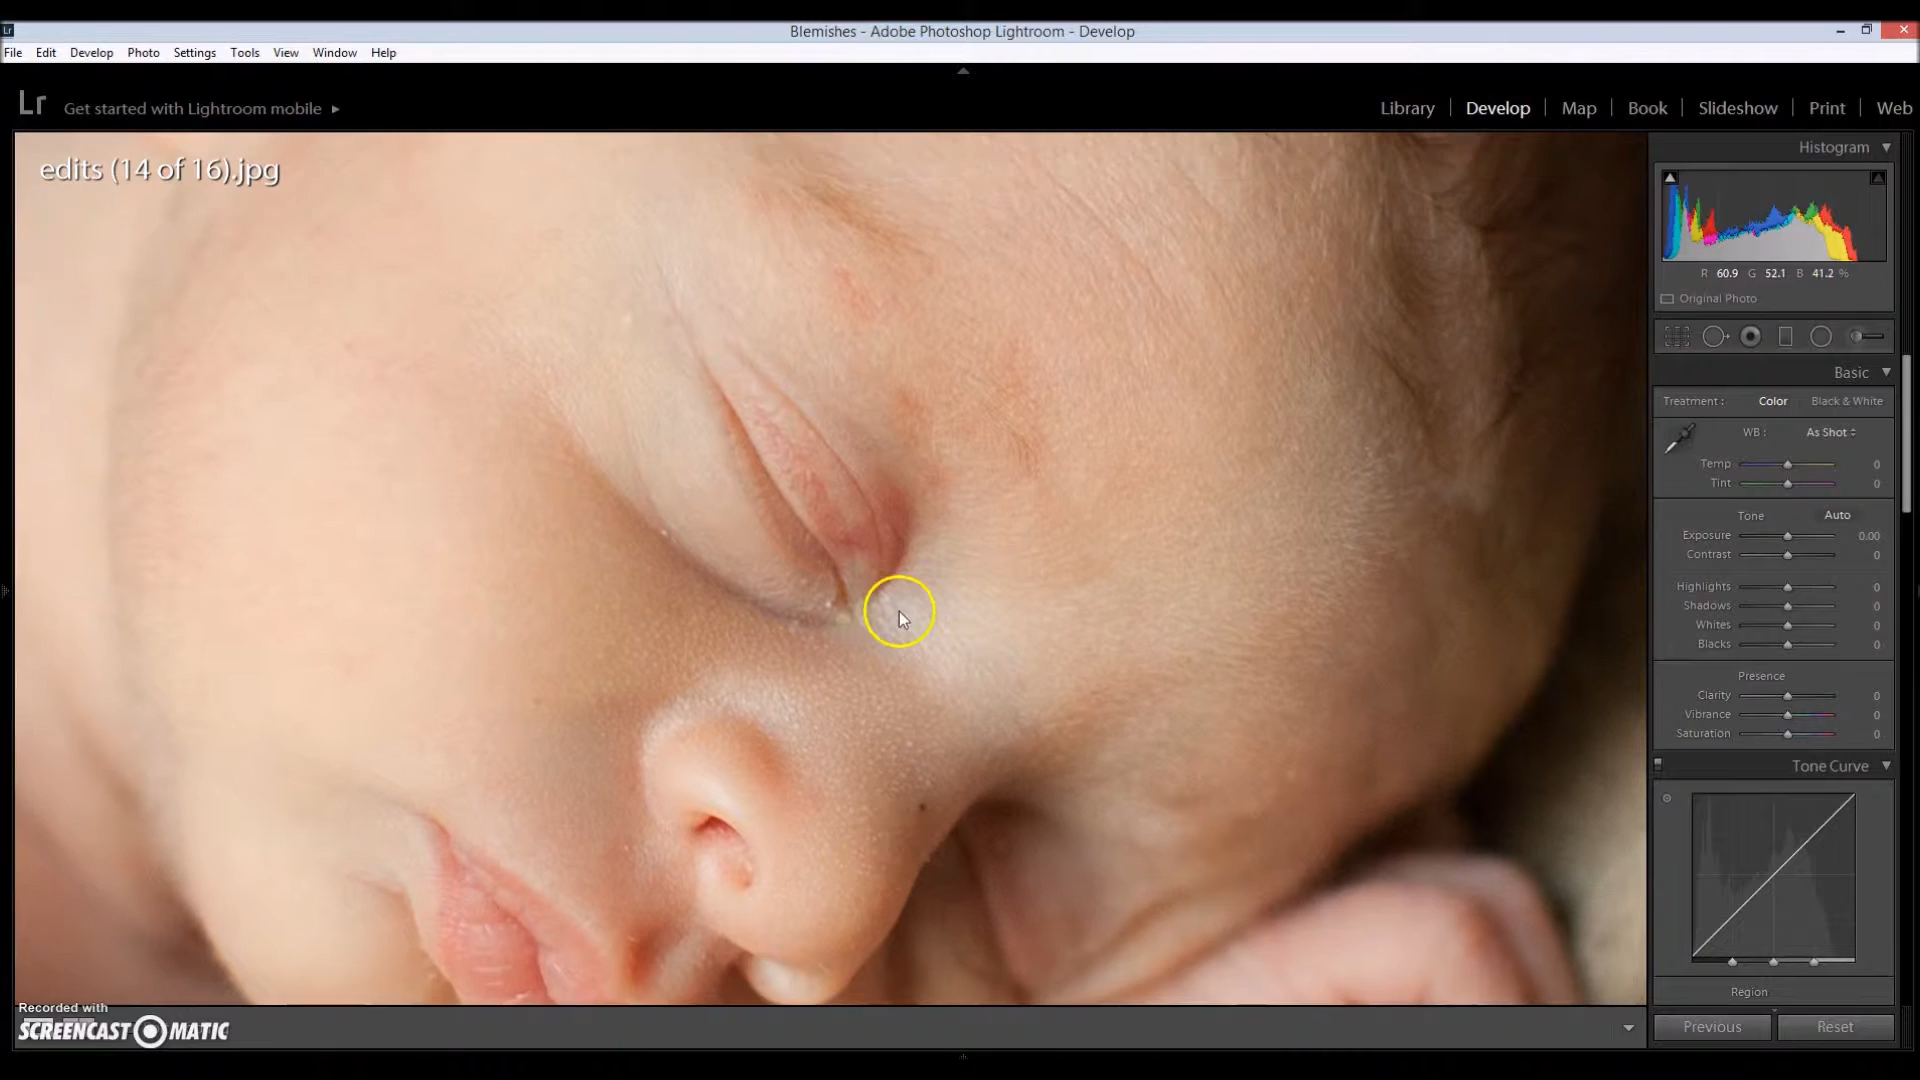 Lr
Blemishes - Adobe Photoshop Lightroom - Develop
File Edit Develop Photo Settings Tools View Window Help
Lr Get started with Lightroom mobile
Library Develop Map Book Slideshow Print Web
edits (14 of 16).jpg
Histogram
R 60.9 G 52.1 B 41.2 %
Original Photo
Basic
Treatment : Color Black & White
WB : As Shot
Temp 0
Tint 0
Tone Auto
Exposure 0.00
Contrast 0
Highlights 0
Shadows 0
Whites 0
Blacks 0
Presence
Clarity 0
Vibrance 0
Saturation 0
Tone Curve
Region
Previous Reset
Recorded with
SCREENCAST MATIC